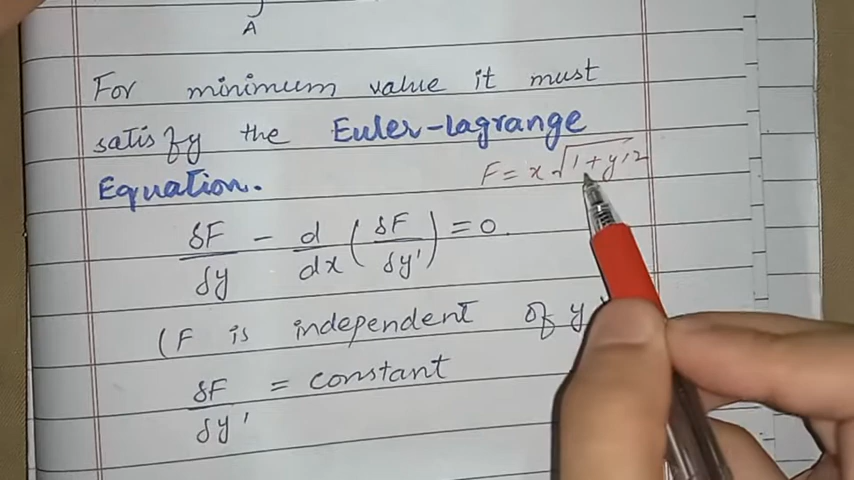 A
For minimum value it must
satisfy the Euler-Lagrange
Equation.
F = x √(1+y'2)
δF/δy - d/dx (δF/δy') = 0.
(F is independent of y
δF/δy' = constant